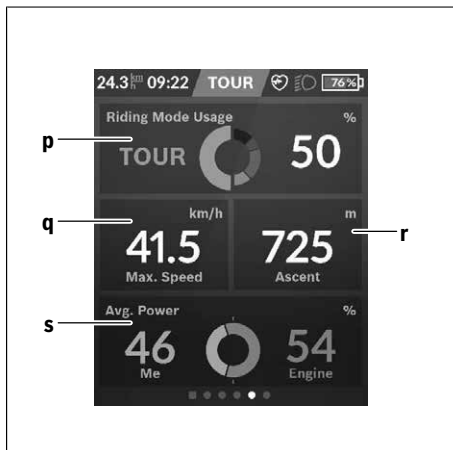 24.3 km/h 09:22 TOUR 76%
Riding Mode Usage %
p
TOUR 50
q
km/h m
r
41.5 725
Max. Speed Ascent
s
Avg. Power %
46 54
Me Engine